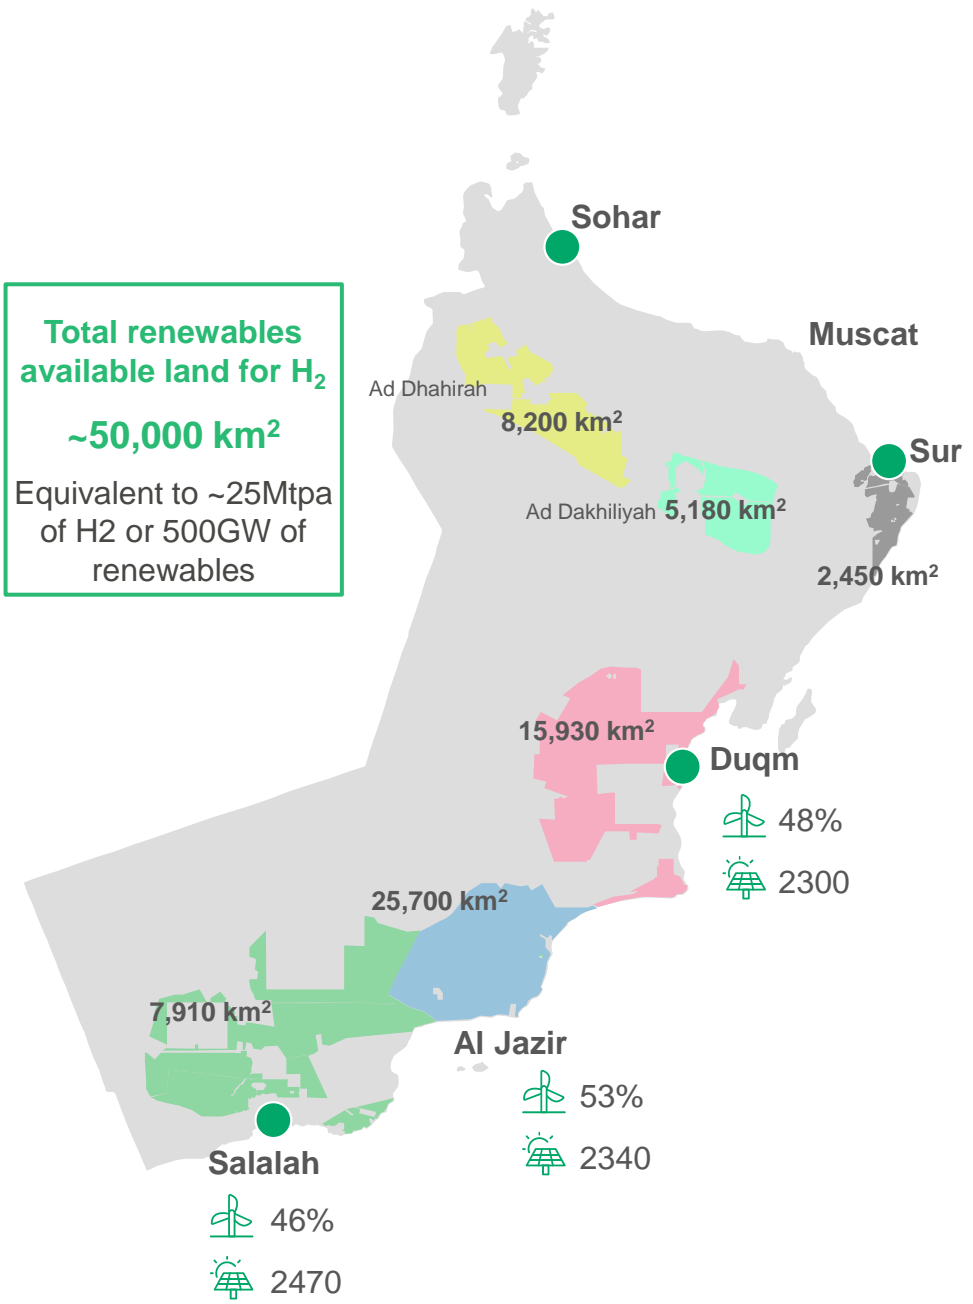 Sohar
Total renewables
available land for H₂
~50,000 km²
Equivalent to ~25Mtpa
of H2 or 500GW of
renewables
Muscat
Ad Dhahirah
8,200 km²
Sur
Ad Dakhiliyah 5,180 km²
2,450 km²
15,930 km²
Duqm
48%
2300
25,700 km²
7,910 km²
Al Jazir
53%
2340
Salalah
46%
2470